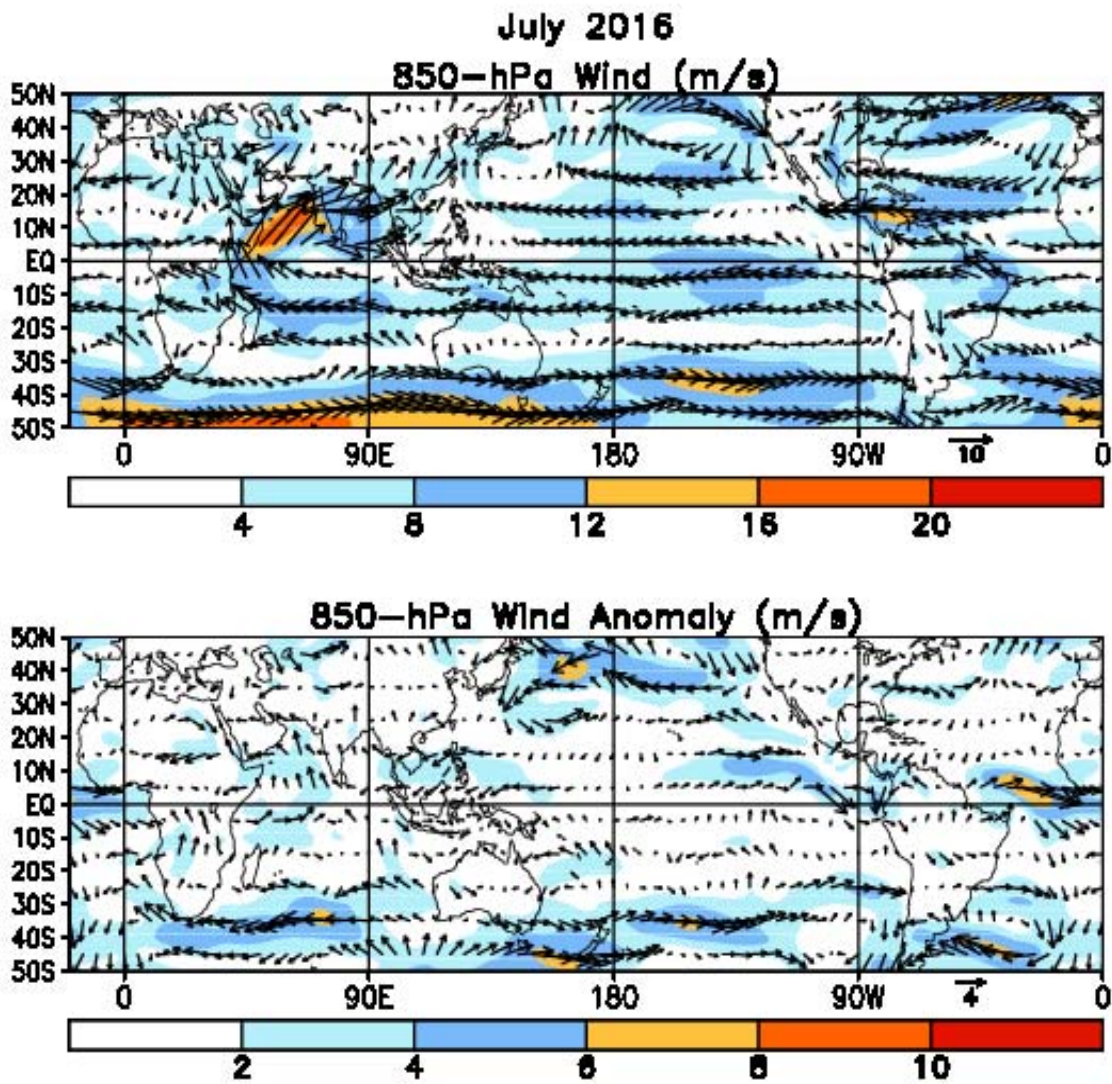 July 2016
850-hPa Wind (m/s)
50N
40N
30N
20N
10N
EQ
10S
20S
30S
40S
50S
0 90E 180 90W 10 0
4 8 12 16 20
850-hPa Wind Anomaly (m/s)
50N
40N
30N
20N
10N
EQ
10S
20S
30S
40S
50S
0 90E 180 90W 4 0
2 4 6 8 10